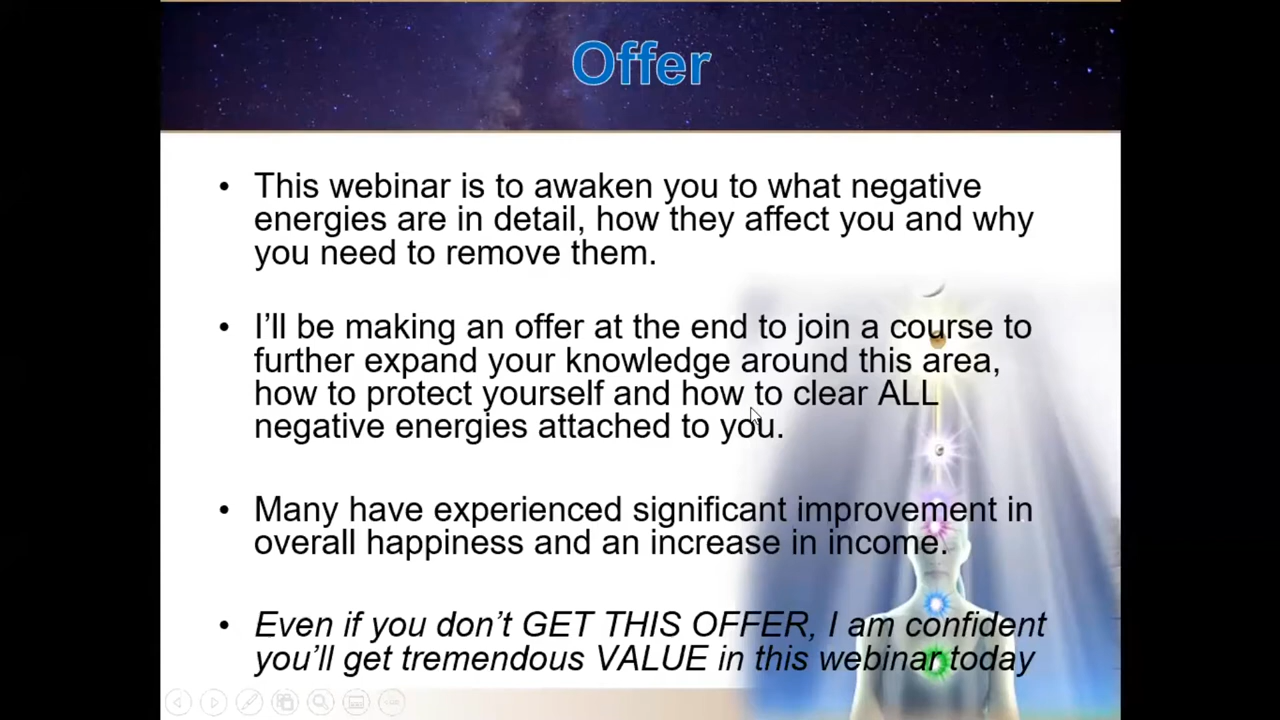 Offer
• This webinar is to awaken you to what negative
energies are in detail, how they affect you and why
you need to remove them.
• I’ll be making an offer at the end to join a course to
further expand your knowledge around this area,
how to protect yourself and how to clear ALL
negative energies attached to you.
• Many have experienced significant improvement in
overall happiness and an increase in income.
• Even if you don’t GET THIS OFFER, I am confident
you’ll get tremendous VALUE in this webinar today